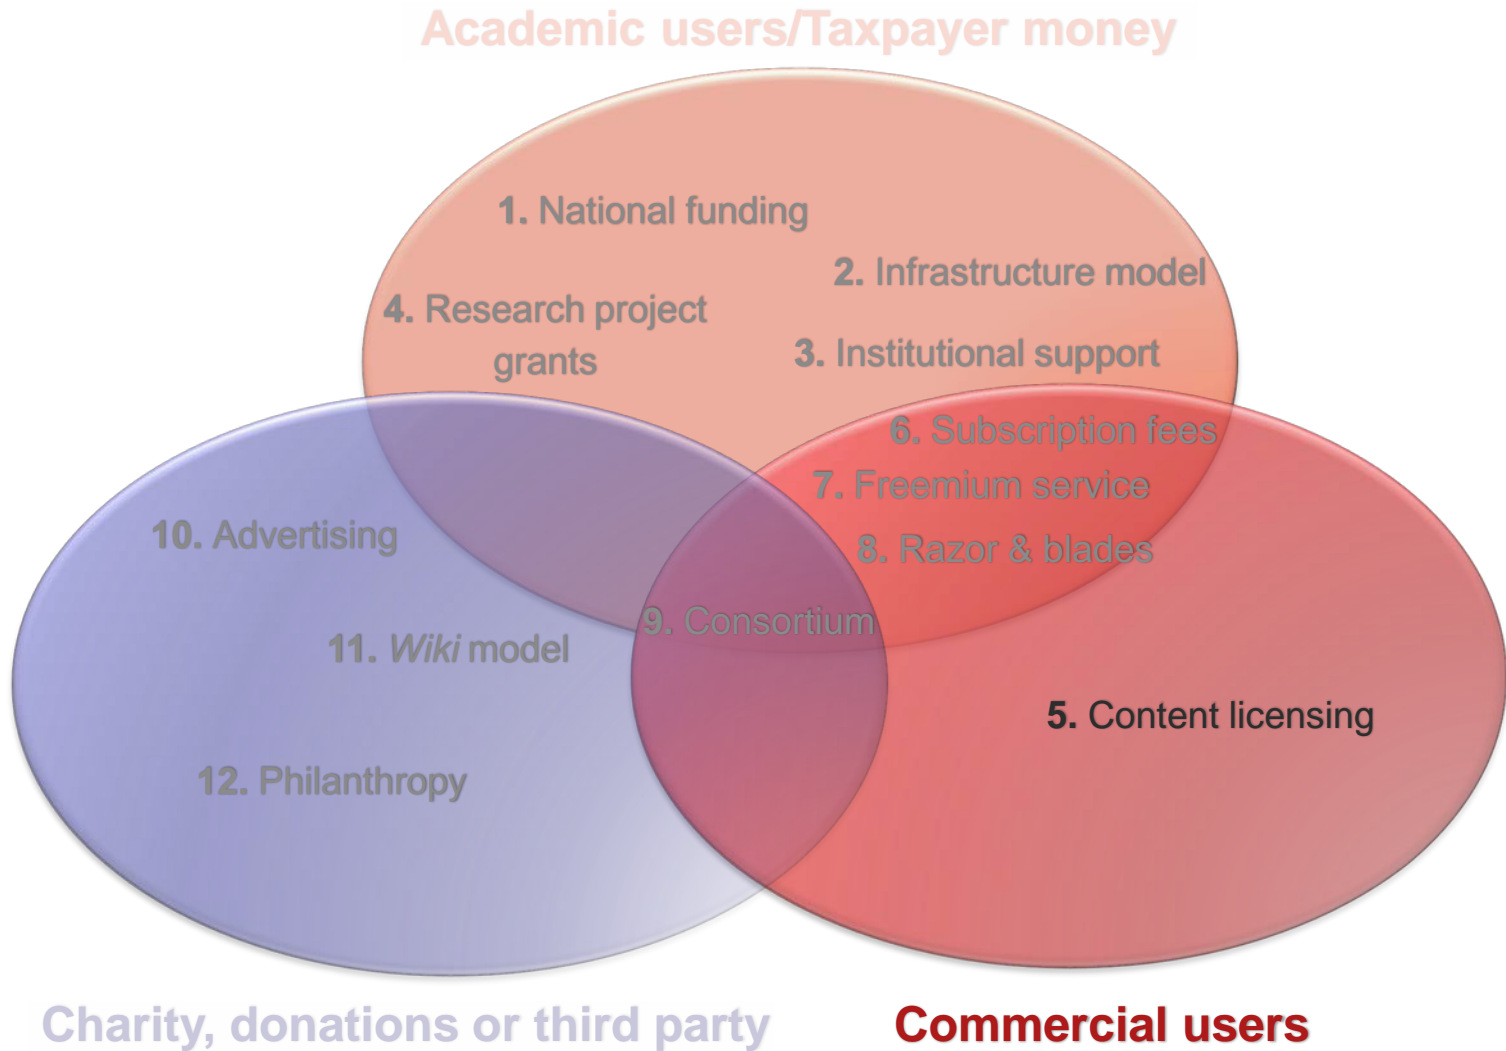 Academic users/Taxpayer money
1. National funding
2. Infrastructure model
4. Research project
grants
3. Institutional support
6. Subscription fees
7. Freemium service
8. Razor & blades
10. Advertising
9. Consortium
11. Wiki model
5. Content licensing
12. Philanthropy
Charity, donations or third party
Commercial users